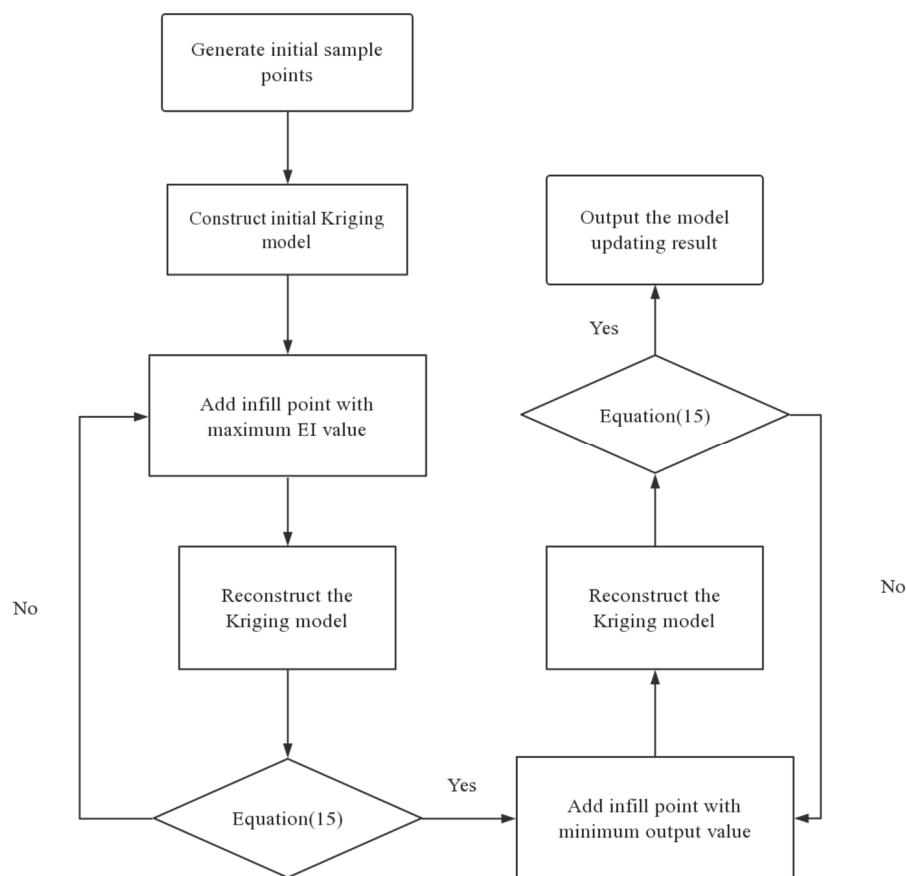 Generate initial sample
points
Construct initial Kriging
model
Add infill point with
maximum EI value
Reconstruct the
Kriging model
No
Equation(15)
Yes
Add infill point with
minimum output value
Reconstruct the
Kriging model
No
Equation(15)
Yes
Output the model
updating result